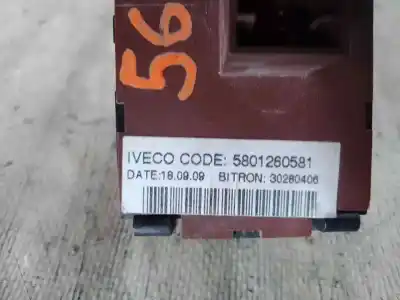 56
IVECO CODE: 5801260581
DATE:18.09.09 BITRON: 30280406